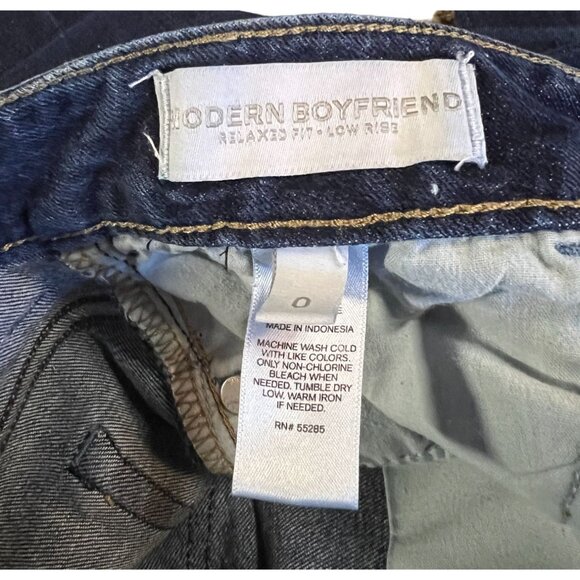 MODERN BOYFRIEND
RELAXED FIT • LOW RISE
0
MADE IN INDONESIA
MACHINE WASH COLD
WITH LIKE COLORS.
ONLY NON-CHLORINE
BLEACH WHEN
NEEDED. TUMBLE DRY
LOW. WARM IRON
IF NEEDED.
RN# 55285